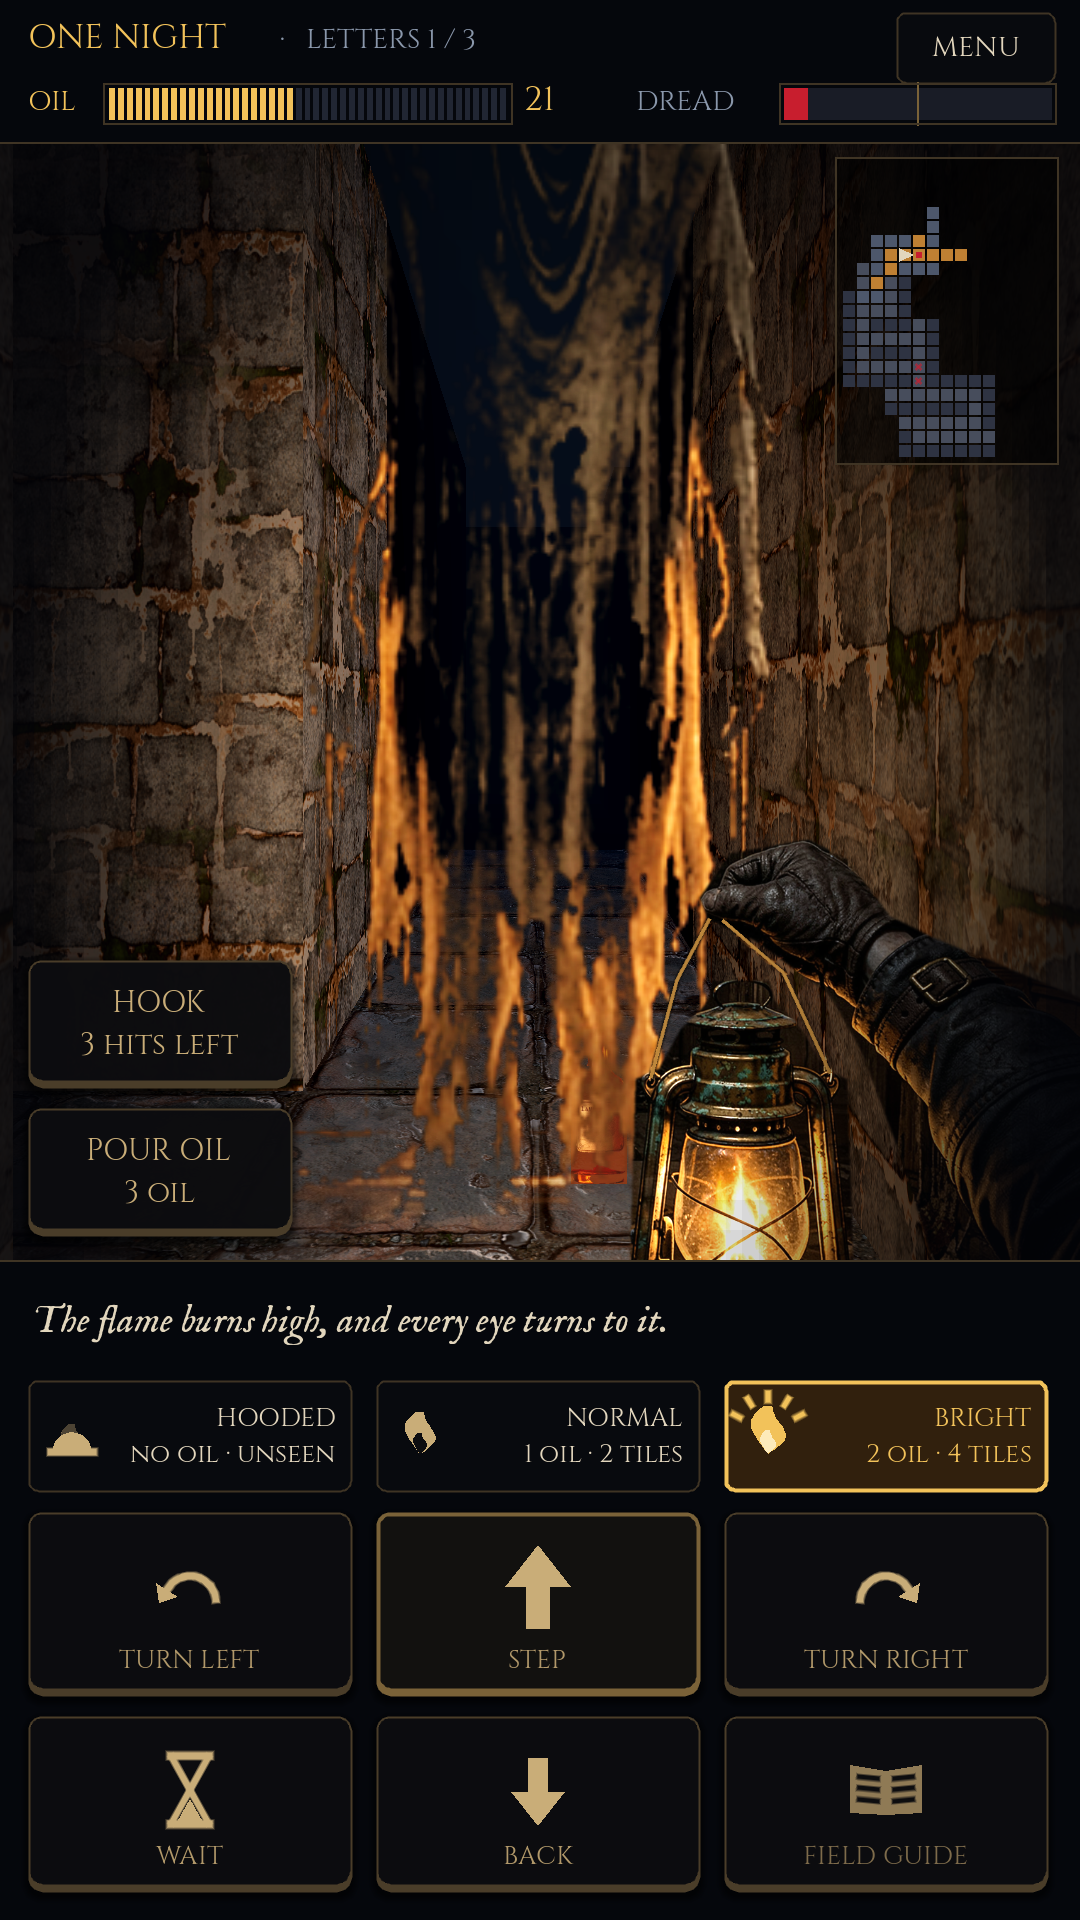 ONE NIGHT · LETTERS 1 / 3
MENU
OIL 21 DREAD
HOOK
3 HITS LEFT
POUR OIL
3 OIL
The flame burns high, and every eye turns to it.
HOODED
NO OIL · UNSEEN
NORMAL
1 OIL · 2 TILES
BRIGHT
2 OIL · 4 TILES
TURN LEFT
STEP
TURN RIGHT
WAIT
BACK
FIELD GUIDE